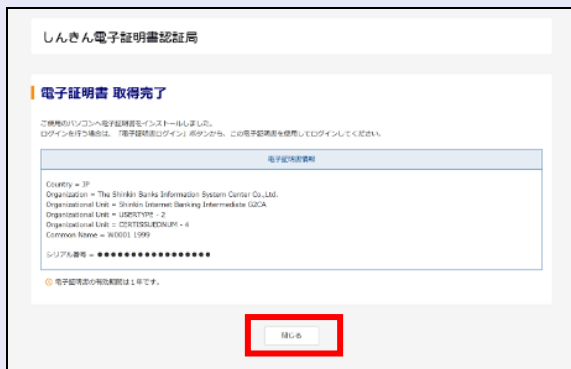 しんきん電子証明書認証局
電子証明書 取得完了
ご使用のパソコンへ電子証明書をインストールしました。
ログインを行う場合は、「電子証明書ログイン」ボタンから、この電子証明書を使用してログインしてください。
電子証明書情報
Country = JP
Organization = The Shinkin Banks Information System Center Co.,Ltd.
Organizational Unit = Shinkin Internet Banking Intermediate G2CA
Organizational Unit = USERTYPE - 2
Organizational Unit = CERTISSUEDNUM - 4
Common Name = W0001 1999
シリアル番号 = ●●●●●●●●●●●●●●●●●
電子証明書の有効期間は1年です。
閉じる